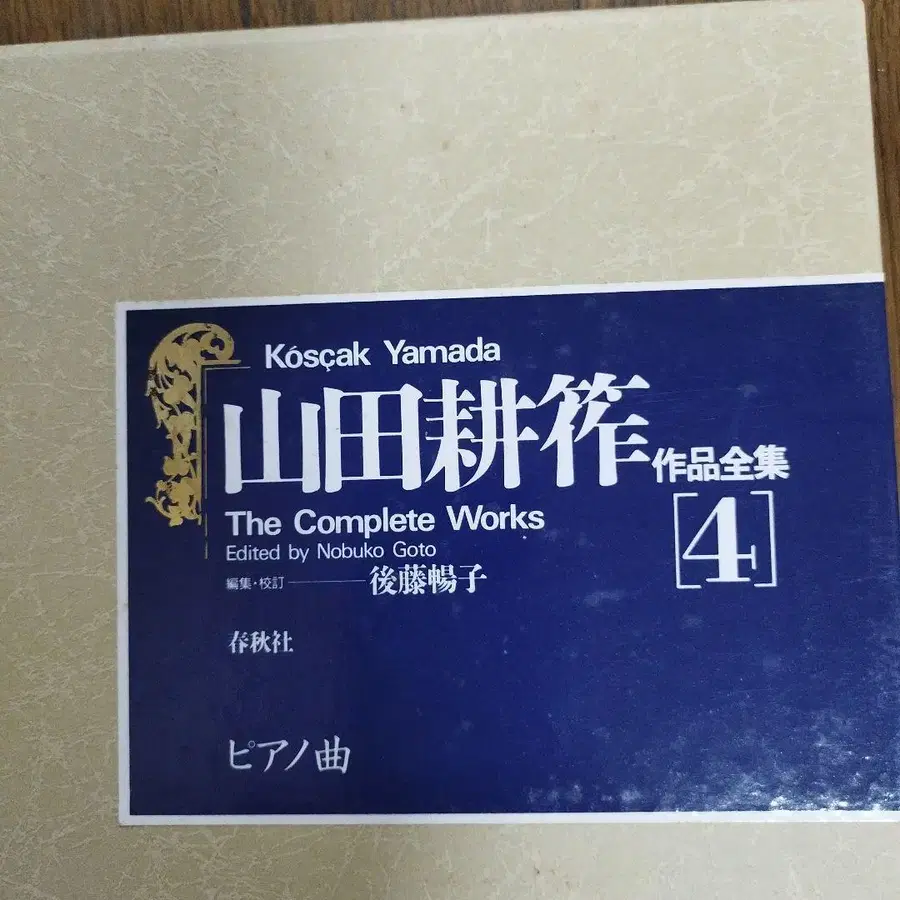 Kósçak Yamada
山田耕筰
作品全集
[4]
The Complete Works
Edited by Nobuko Goto
編集・校訂――後藤暢子
春秋社
ピアノ曲